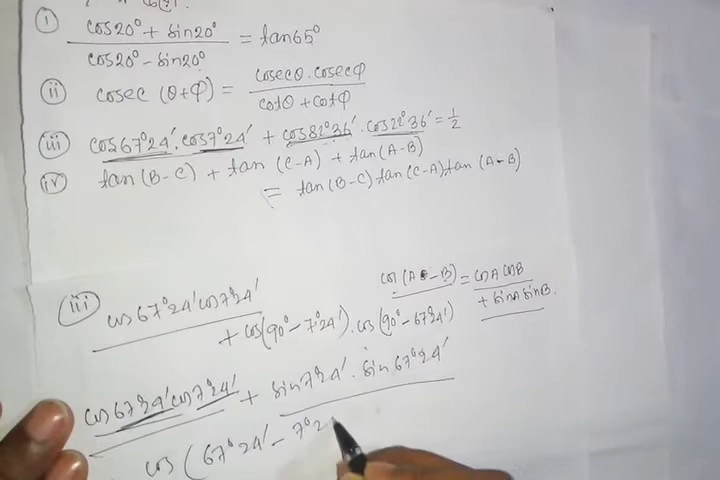 i
cos20° + sin20° / cos20° - sin20° = tan65°
ii cosec (θ+φ) = cosecθ . cosecφ / cotθ + cotφ
iii cos67°24' . cos7°24' + cos82°36' . cos22°36' = 1/2
iv tan (B-C) + tan (C-A) + tan (A-B)
= tan (B-C) tan (C-A) tan (A-B)
iii cos67°24' cos7°24'
+ cos(90°-7°24') . cos(90°-67°24')
cos (A-B) = cosA cosB
+ sinA sinB.
cos67°24' cos7°24' + sin7°24' . sin67°24'
cos (67°24' - 7°2